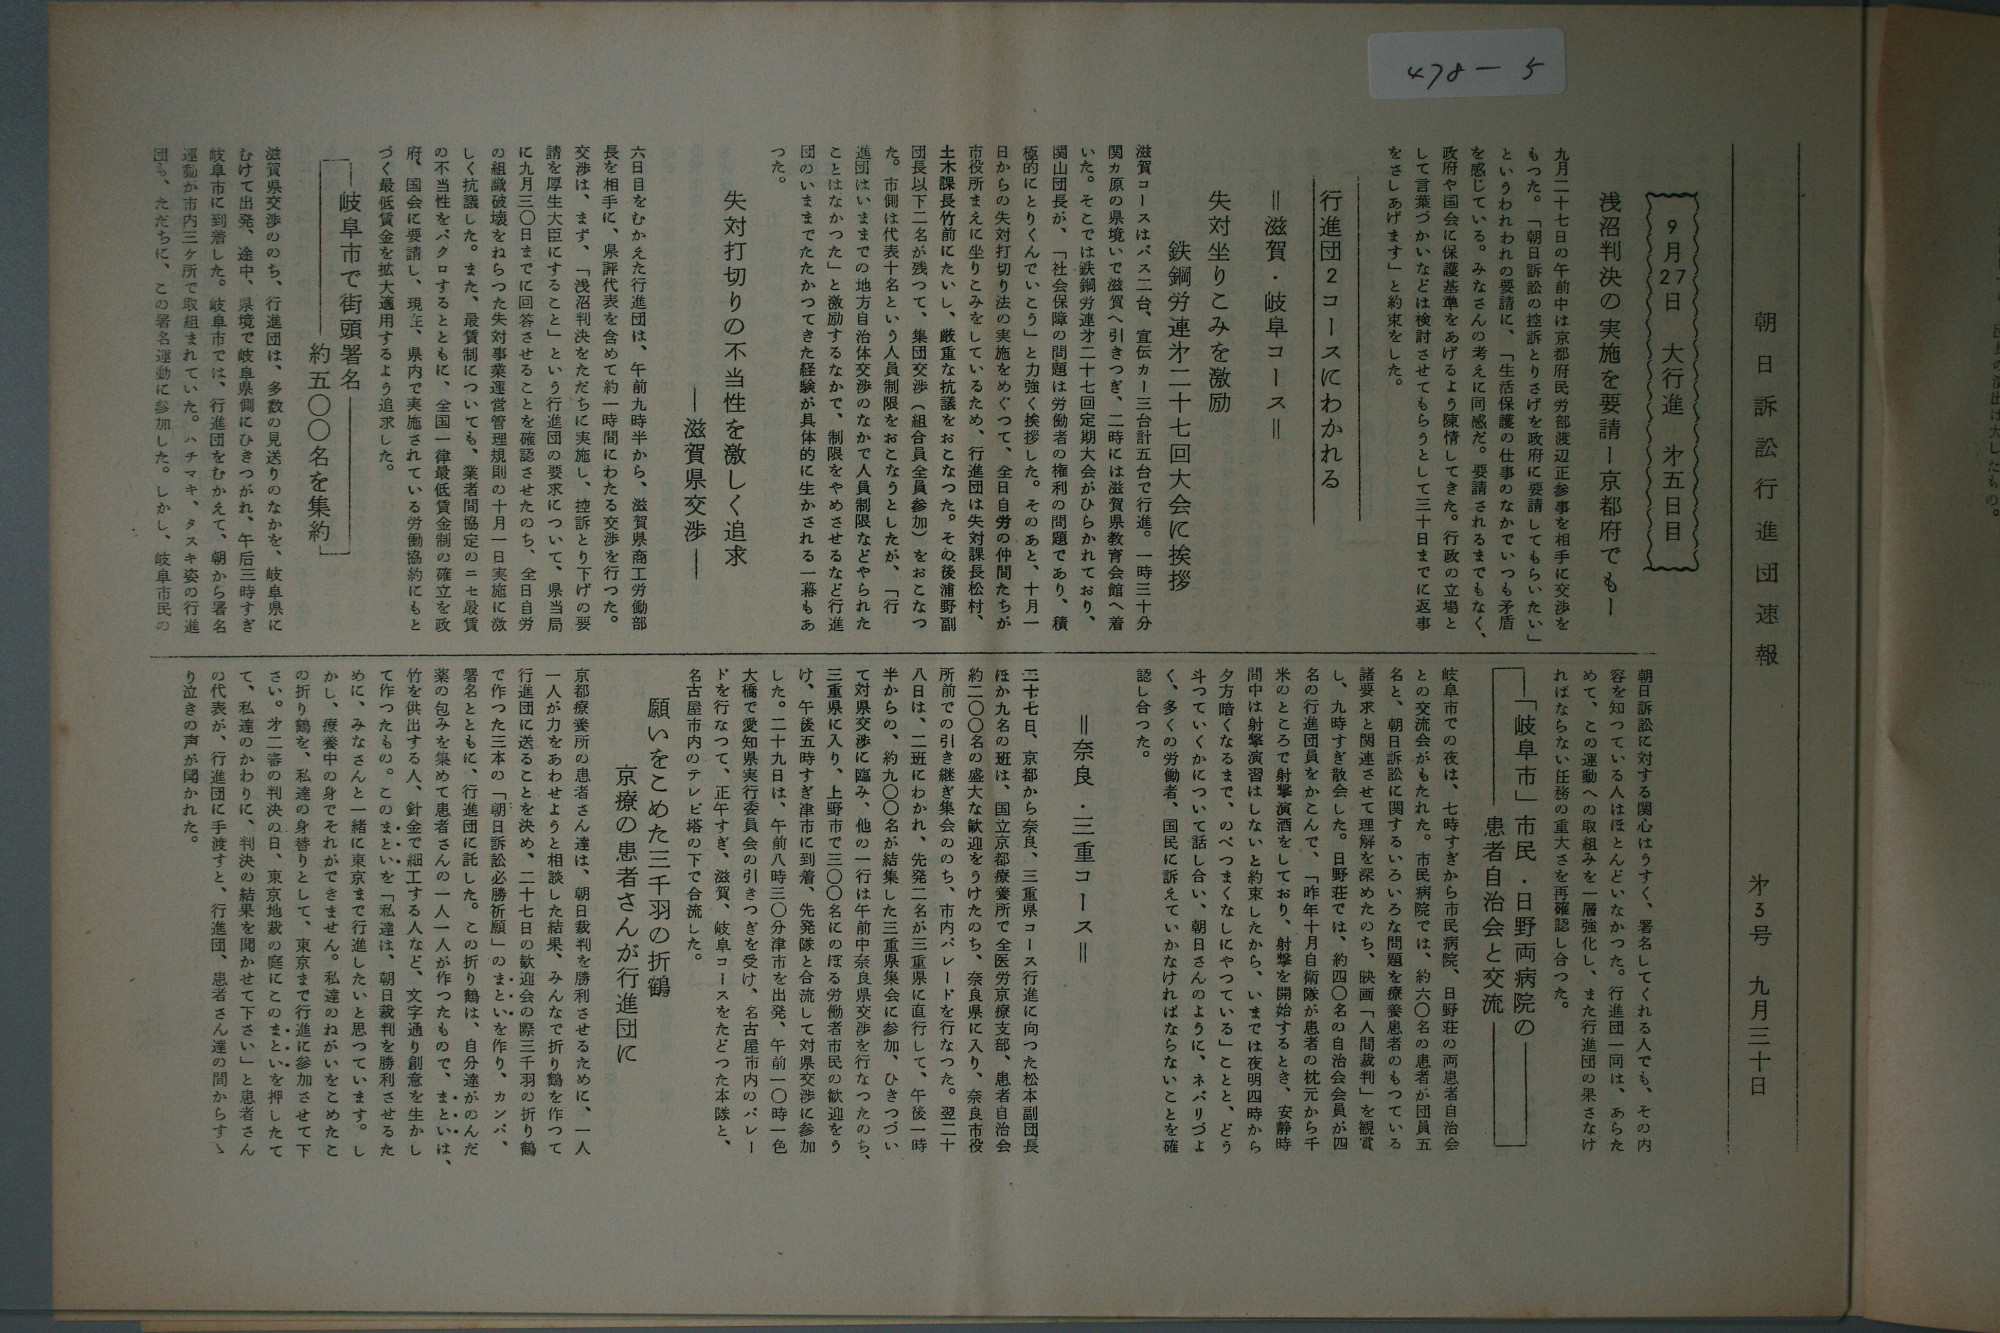 478-5
朝日訴訟行進団速報　㐧3号　九月三十日
9月27日　大行進　㐧五日目
浅沼判決の実施を要請ー京都府でもー
九月二十七日の午前中は京都府民労部渡辺正参事を相手に交渉を
もつた。「朝日訴訟の控訴とりさげを政府に要請してもらいたい」
というわれわれの要請に、「生活保護の仕事のなかでいつも矛盾
を感じている。みなさんの考えに同感だ。要請されるまでもなく、
政府や国会に保護基準をあげるよう陳情してきた。行政の立場と
して言葉づかいなどは検討させてもらうとして三十日までに返事
をさしあげます」と約束をした。
行進団2コースにわかれる
＝滋賀・岐阜コース＝
失対坐りこみを激励
鉄鋼労連㐧二十七回大会に挨拶
滋賀コースはバス二台、宣伝カー三台計五台で行進。一時三十分
関カ原の県境いで滋賀へ引きつぎ、二時には滋賀県教育会館へ着
いた。そこでは鉄鋼労連㐧二十七回定期大会がひらかれており、
関山団長が、「社会保障の問題は労働者の権利の問題であり、積
極的にとりくんでいこう」と力強く挨拶した。そのあと、十月一
日からの失対打切り法の実施をめぐつて、全日自労の仲間たちが
市役所まえに坐りこみをしているため、行進団は失対課長松村、
土木課長竹前にたいし、厳重な抗議をおこなつた。その後浦野副
団長以下二名が残つて、集団交渉（組合員全員参加）をおこなつ
た。市側は代表十名という人員制限をおこなうとしたが、「行
進団はいままでの地方自治体交渉のなかで人員制限などやられた
ことはなかつた」と激励するなかで、制限をやめさせるなど行進
団のいままでたたかつてきた経験が具体的に生かされる一幕もあ
つた。
失対打切りの不当性を激しく追求
ー滋賀県交渉ー
六日目をむかえた行進団は、午前九時半から、滋賀県商工労働部
長を相手に、県評代表を含めて約一時間にわたる交渉を行つた。
交渉は、まず、「浅沼判決をただちに実施し、控訴とり下げの要
請を厚生大臣にすること」という行進団の要求について、県当局
に九月三〇日までに回答させることを確認させたのち、全日自労
の組織破壊をねらつた失対事業運営管理規則の十月一日実施に激
しく抗議した。また、最賃制についても、業者間協定のニセ最賃
の不当性をバクロするとともに、全国一律最低賃金制の確立を政
府、国会に要請し、現在、県内で実施されている労働協約にもと
づく最低賃金を拡大適用するよう追求した。
岐阜市で街頭署名
約五〇〇名を集約
滋賀県交渉ののち、行進団は、多数の見送りのなかを、岐阜県に
むけて出発、途中、県境で岐阜県側にひきつがれ、午后三時すぎ
岐阜市に到着した。岐阜市では、行進団をむかえて、朝から署名
運動が市内三ケ所で取組まれていた。ハチマキ、タスキ姿の行進
団も、ただちに、この署名運動に参加した。しかし、岐阜市民の
朝日訴訟に対する関心はうすく、署名してくれる人でも、その内
容を知つている人はほとんどいなかつた。行進団一同は、あらた
めて、この運動への取組みを一層強化し、また行進団の果さなけ
ればならない任務の重大さを再確認し合つた。
「岐阜市」市民・日野両病院の
患者自治会と交流
岐阜市での夜は、七時すぎから市民病院、日野荘の両患者自治会
との交流会がもたれた。市民病院では、約六〇名の患者が団員五
名と、朝日訴訟に関するいろいろな問題を療養患者のもつている
諸要求と関連させて理解を深めたのち、映画「人間裁判」を観賞
し、九時すぎ散会した。日野荘では、約四〇名の自治会会員が四
名の行進団員をかこんで、「昨年十月自衛隊が患者の枕元から千
米のところで射撃演酒をしており、射撃を開始するとき、安静時
間中は射撃演習はしないと約束したから、いまでは夜明四時から
夕方暗くなるまで、のべつまくなしにやつている」ことと、どう
斗つていくかについて話し合い、朝日さんのように、ネバリづよ
く、多くの労働者、国民に訴えていかなければならないことを確
認し合つた。
＝奈良・三重コース＝
二十七日、京都から奈良、三重県コース行進に向つた松本副団長
ほか九名の班は、国立京都療養所で全医労京療支部、患者自治会
約二〇〇名の盛大な歓迎をうけたのち、奈良県に入り、奈良市役
所前での引き継ぎ集会ののち、市内パレードを行なつた。翌二十
八日は、二班にわかれ、先発二名が三重県に直行して、午後一時
半からの、約九〇〇名が結集した三重県集会に参加、ひきつづい
て対県交渉に臨み、他の一行は午前中奈良県交渉を行なつたのち、
三重県に入り、上野市で三〇〇名にのぼる労働者市民の歓迎をう
け、午後五時すぎ津市に到着、先発隊と合流して対県交渉に参加
した。二十九日は、午前八時三〇分津市を出発、午前一〇時一色
大橋で愛知県実行委員会の引きつぎを受け、名古屋市内のパレー
ドを行なつて、正午すぎ、滋賀、岐阜コースをたどつた本隊と、
名古屋市内のテレビ塔の下で合流した。
願いをこめた三千羽の折鶴
京療の患者さんが行進団に
京都療養所の患者さん達は、朝日裁判を勝利させるために、一人
一人が力をあわせようと相談した結果、みんなで折り鶴を作つて
行進団に送ることを決め、二十七日の歓迎会の際三千羽の折り鶴
で作つた三本の「朝日訴訟必勝祈願」のまといを作り、カンパ、
署名とともに、行進団に託した。この折り鶴は、自分達がのんだ
薬の包みを集めて患者さんの一人一人が作つたもので、まといは、
竹を供出する人、針金で細工する人など、文字通り創意を生かし
て作つたもの。このまといを「私達は、朝日裁判を勝利させるた
めに、みなさんと一緒に東京まで行進したいと思つています。し
かし、療養中の身でそれができません。私達のねがいをこめたこ
の折り鶴を、私達の身替りとして、東京まで行進に参加させて下
さい。㐧二審の判決の日、東京地裁の庭にこのまといを押したて
て、私達のかわりに、判決の結果を聞かせて下さい」と患者さん
の代表が、行進団に手渡すと、行進団、患者さん達の間からすゝ
り泣きの声が聞かれた。